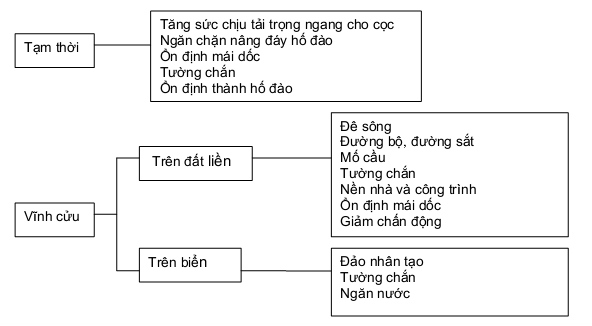 Tạm thời
Tăng sức chịu tải trọng ngang cho cọc
Ngăn chặn nâng đáy hố đào
Ổn định mái dốc
Tường chắn
Ổn định thành hố đào
Vĩnh cửu
Trên đất liền
Đê sông
Đường bộ, đường sắt
Mố cầu
Tường chắn
Nền nhà và công trình
Ổn định mái dốc
Giảm chấn động
Trên biển
Đảo nhân tạo
Tường chắn
Ngăn nước